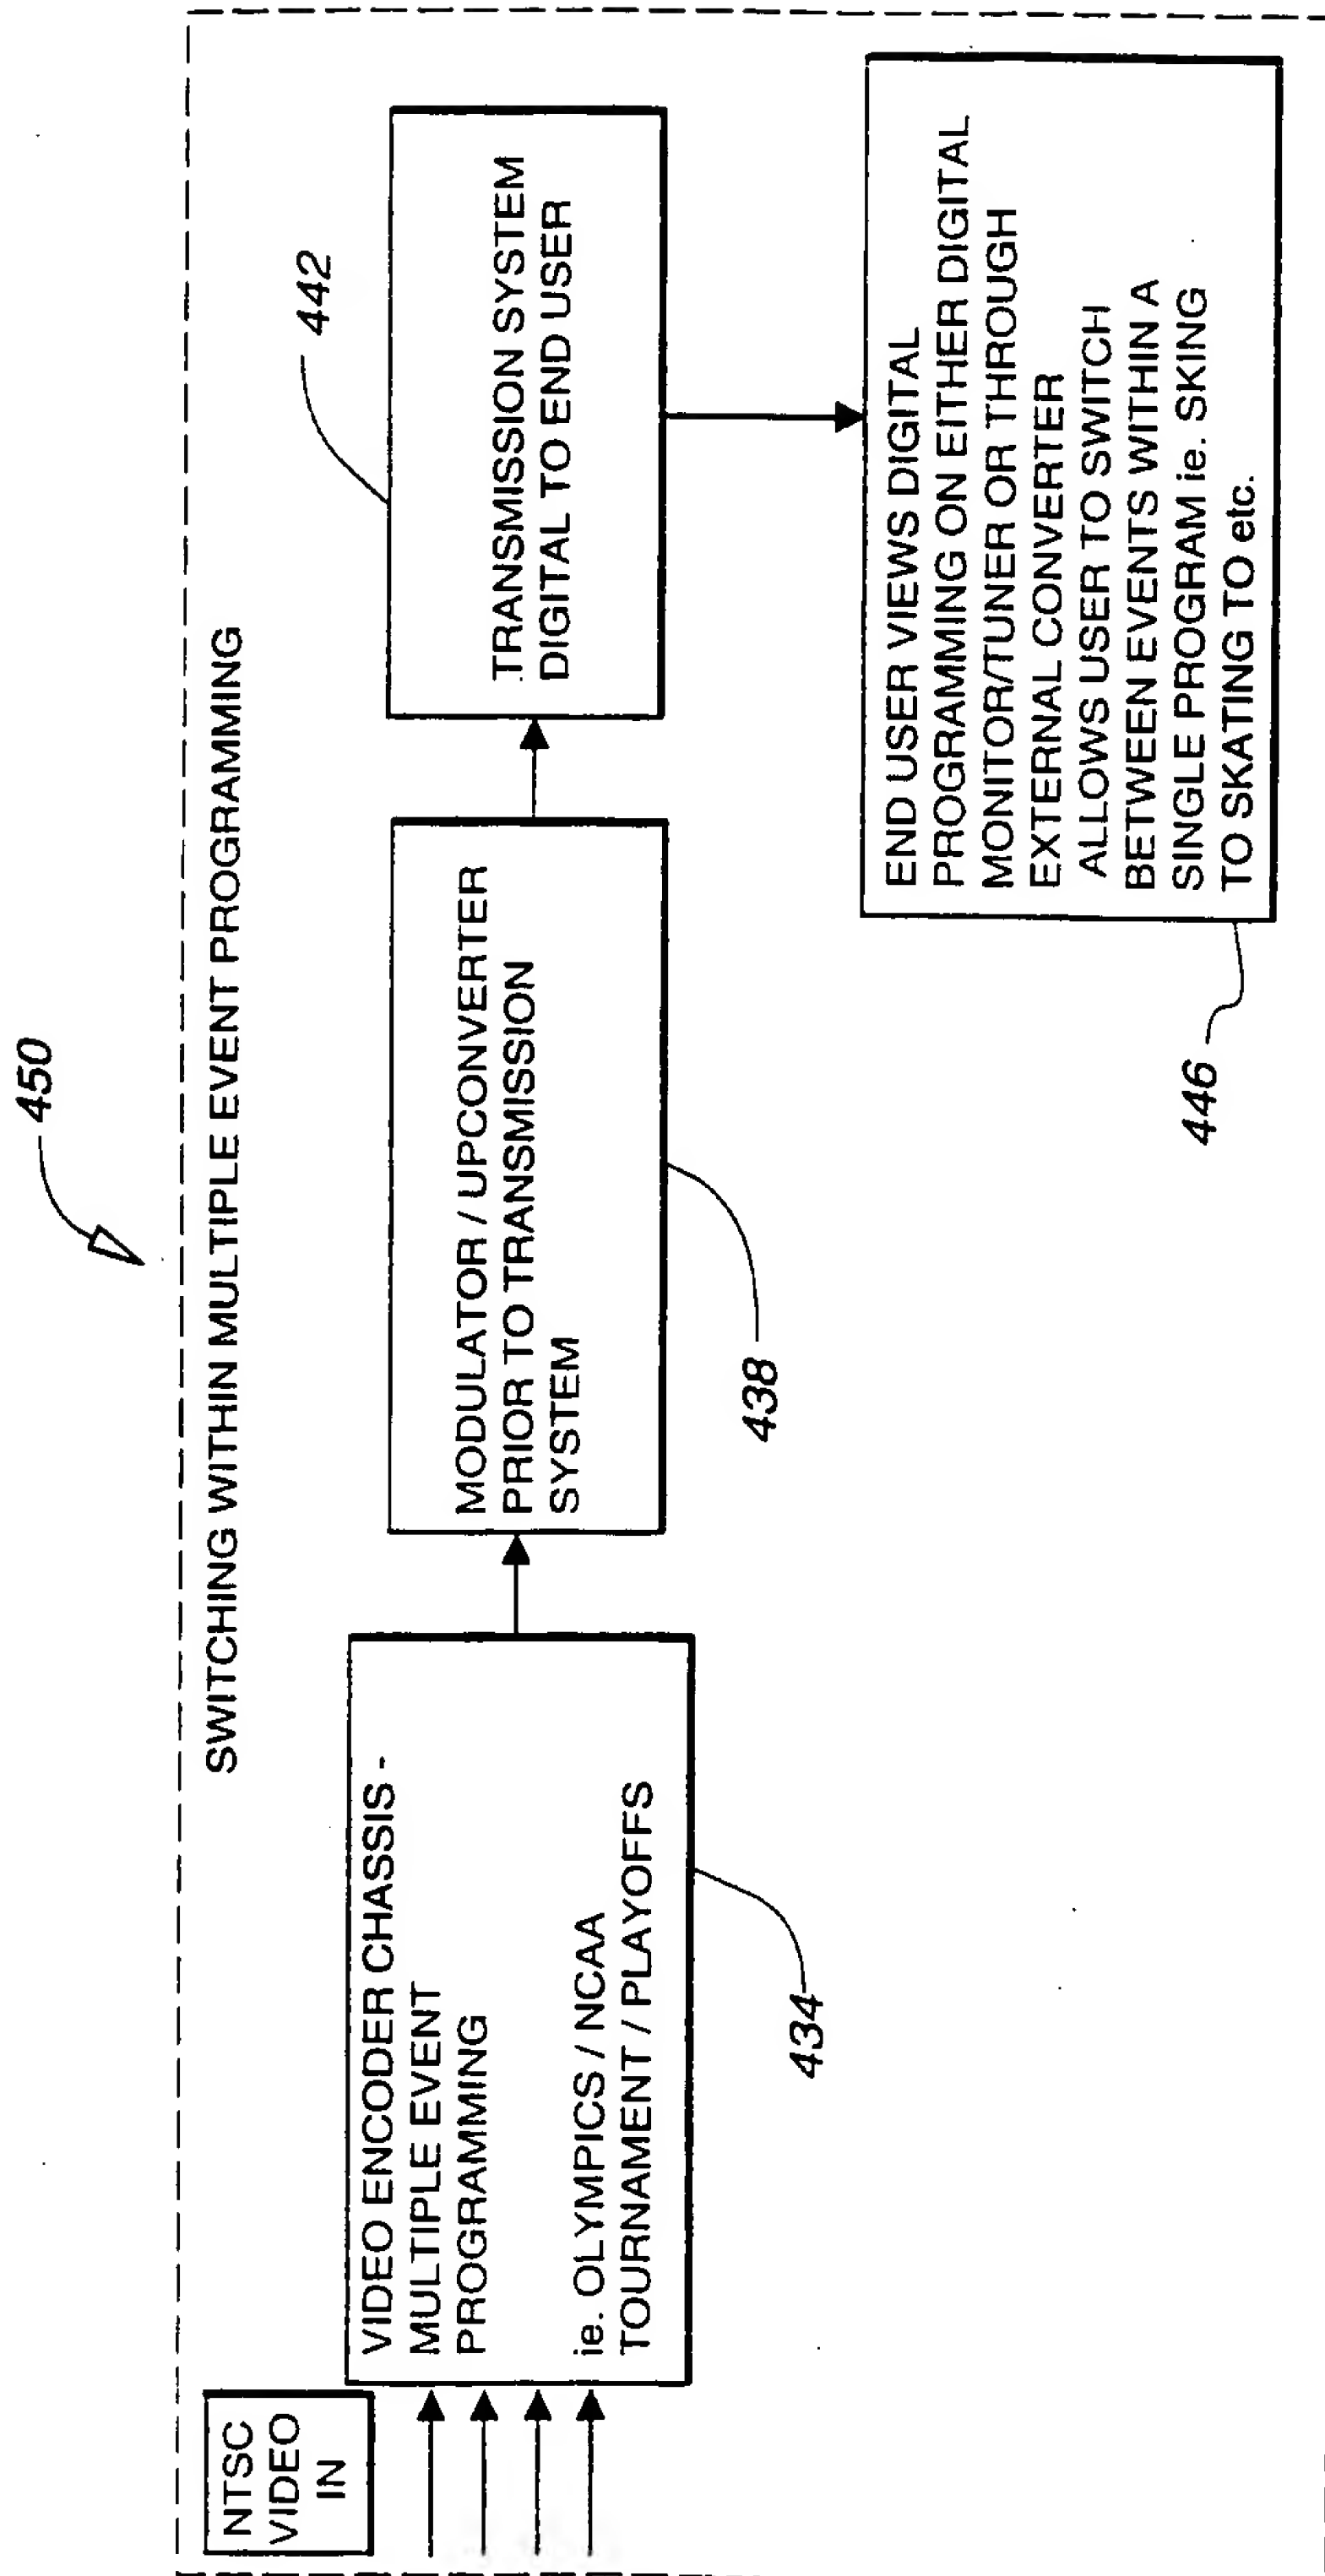 450
SWITCHING WITHIN MULTIPLE EVENT PROGRAMMING
NTSC
VIDEO
IN
VIDEO ENCODER CHASSIS -
MULTIPLE EVENT
PROGRAMMING
ie. OLYMPICS / NCAA
TOURNAMENT / PLAYOFFS
434
MODULATOR / UPCONVERTER
PRIOR TO TRANSMISSION
SYSTEM
438
442
TRANSMISSION SYSTEM
DIGITAL TO END USER
END USER VIEWS DIGITAL
PROGRAMMING ON EITHER DIGITAL
MONITOR/TUNER OR THROUGH
EXTERNAL CONVERTER
ALLOWS USER TO SWITCH
BETWEEN EVENTS WITHIN A
SINGLE PROGRAM ie. SKING
TO SKATING TO etc.
446